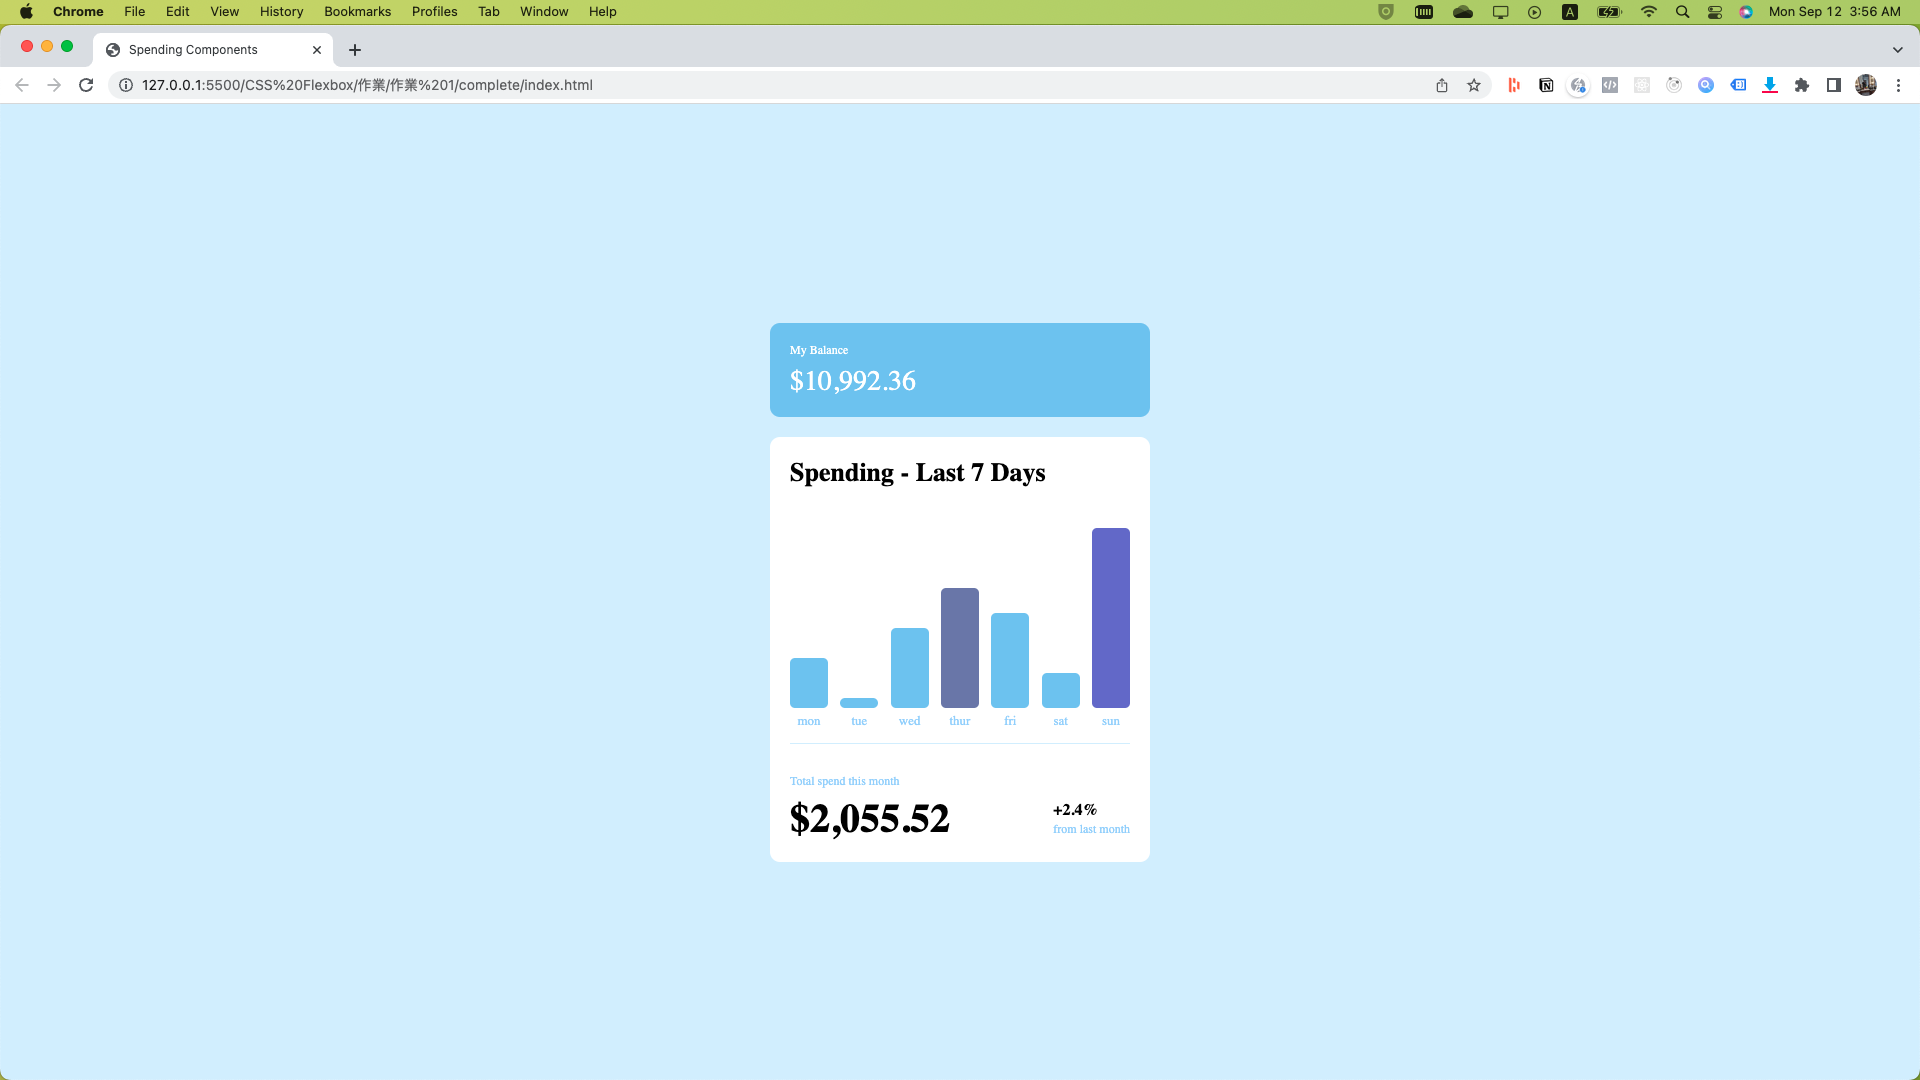 Chrome File Edit View History Bookmarks Profiles Tab Window Help A Mon Sep 12 3:56 AM
Spending Components
127.0.0.1:5500/CSS%20Flexbox/作業/作業%201/complete/index.html
My Balance
$10,992.36
Spending - Last 7 Days
mon tue wed thur fri sat sun
Total spend this month
$2,055.52
+2.4%
from last month